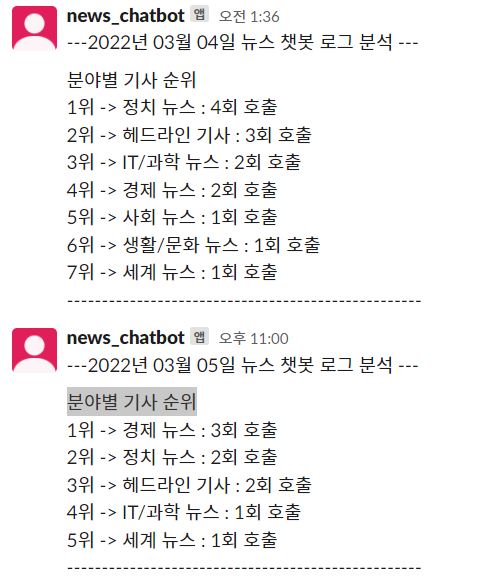 news_chatbot 앱 오전 1:36
---2022년 03월 04일 뉴스 챗봇 로그 분석 ---
분야별 기사 순위
1위 -> 정치 뉴스 : 4회 호출
2위 -> 헤드라인 기사 : 3회 호출
3위 -> IT/과학 뉴스 : 2회 호출
4위 -> 경제 뉴스 : 2회 호출
5위 -> 사회 뉴스 : 1회 호출
6위 -> 생활/문화 뉴스 : 1회 호출
7위 -> 세계 뉴스 : 1회 호출
---------------------------------------------------
news_chatbot 앱 오후 11:00
---2022년 03월 05일 뉴스 챗봇 로그 분석 ---
분야별 기사 순위
1위 -> 경제 뉴스 : 3회 호출
2위 -> 정치 뉴스 : 2회 호출
3위 -> 헤드라인 기사 : 2회 호출
4위 -> IT/과학 뉴스 : 1회 호출
5위 -> 세계 뉴스 : 1회 호출
---------------------------------------------------